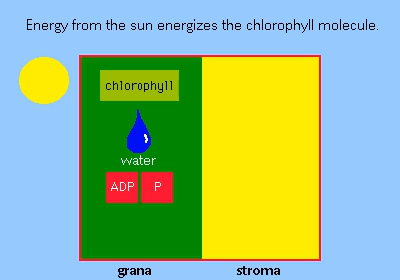 Energy from the sun energizes the chlorophyll molecule.
chlorophyll
water
ADP P
grana stroma